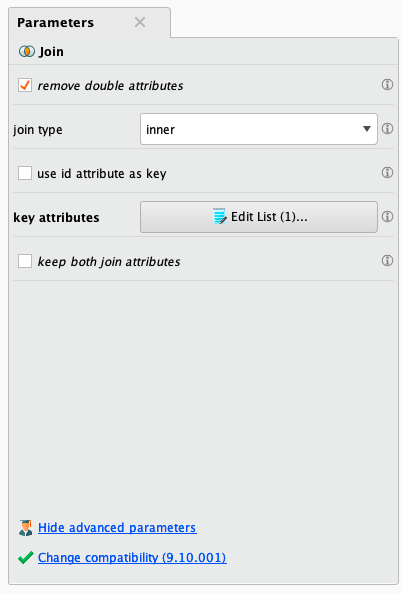 Parameters
Join
remove double attributes
join type
inner
use id attribute as key
key attributes
Edit List (1)...
keep both join attributes
Hide advanced parameters
Change compatibility (9.10.001)